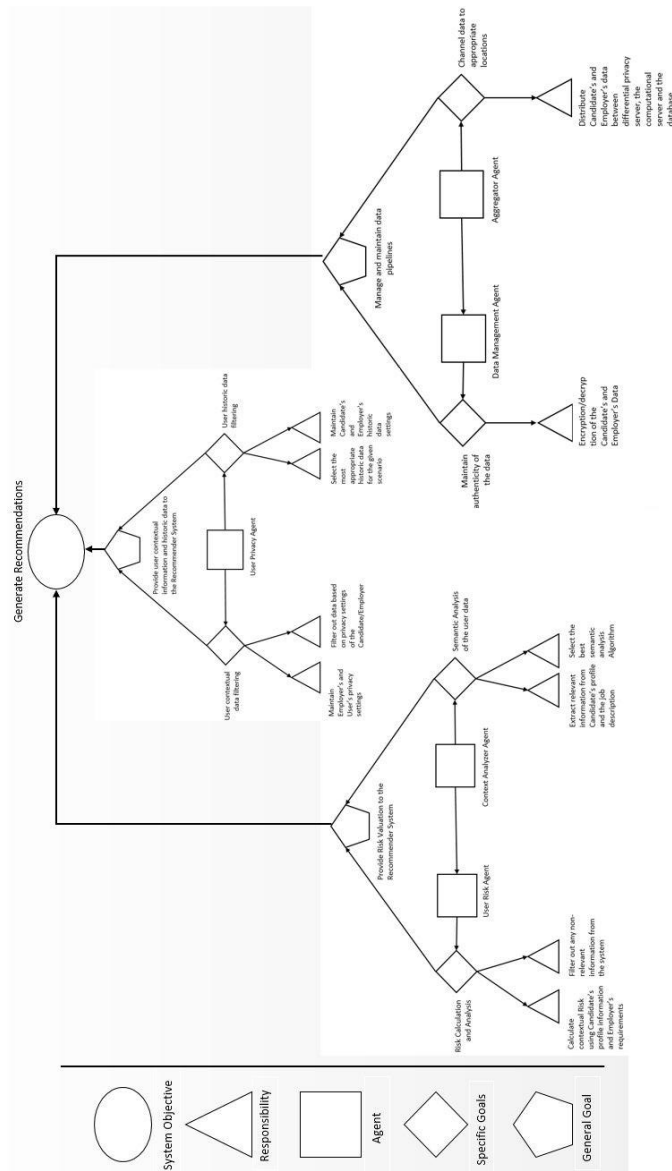 Generate Recommendations
Provide Risk Valuation to the
Recommender System
Risk Calculation
and Analysis
User Risk Agent
Context Analyzer Agent
Semantic Analysis
of the user data
Calculate
contextual Risk
using Candidate's
profile information
and Employer's
requirements
Filter out any non-
relevant
information from
the system
Extract relevant
information from
Candidate's profile
and the job
description
Select the
best
semantic
analysis
Algorithm
Provide user contextual
information and historic data to
the Recommender System
User contextual
data filtering
User Privacy Agent
User historic data
filtering
Maintain
Employer's and
User's privacy
settings
Filter out data based
on privacy settings
of the
Candidate/Employer
Select the
most
appropriate
historic data
for the given
scenario
Maintain
Candidate's
and
Employer's
historic
data
settings
Manage and maintain data
pipelines
Maintain
authenticity of
the data
Data Management Agent
Aggregator Agent
Channel data to
appropriate
locations
Encryption/decryp
tion of the
Candidate's and
Employer's Data
Distribute
Candidate's and
Employer's data
between
differential privacy
server, the
computational
server and the
database
System Objective
Responsibility
Agent
Specific Goals
General Goal